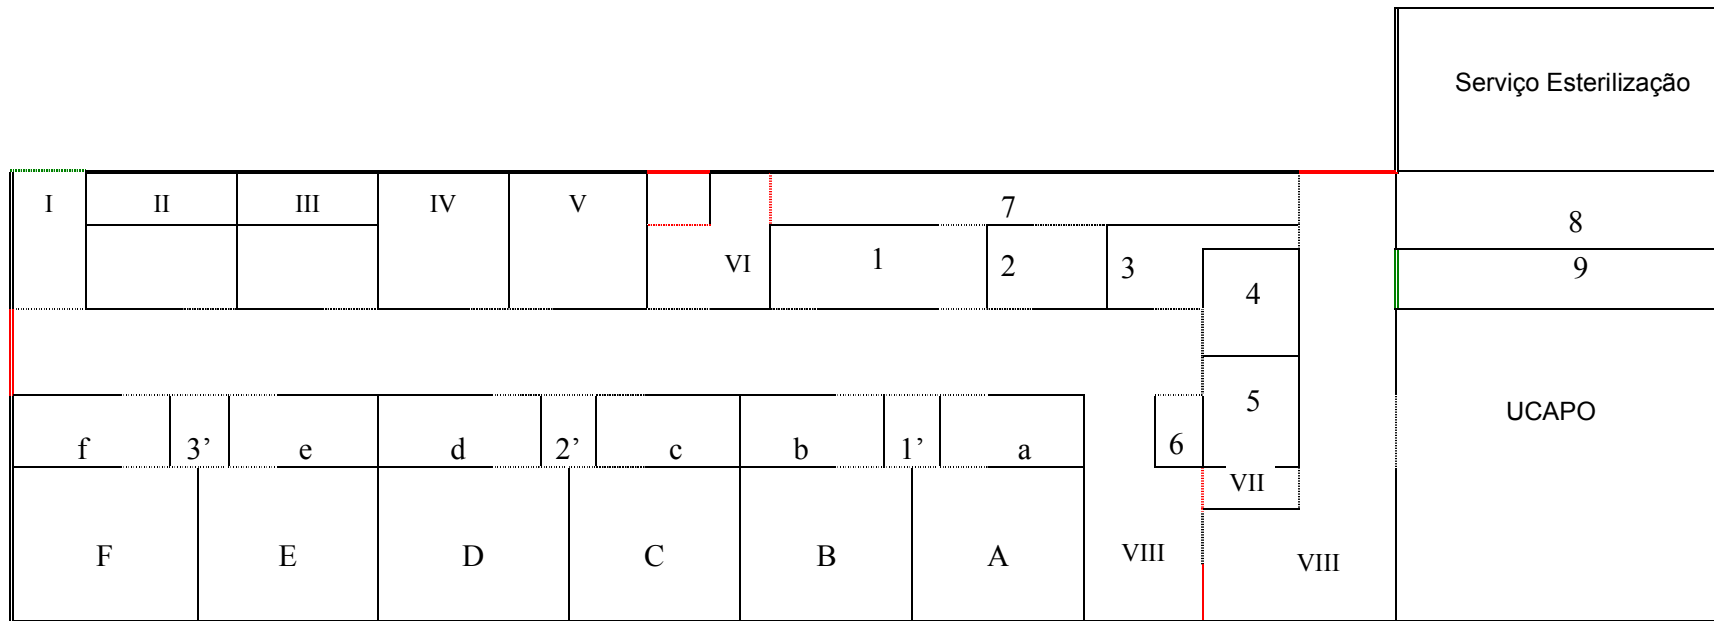 Serviço Esterilização
I II III IV V 7
8
VI 1 2 3 9
4
5 UCAPO
f 3’ e d 2’ c b 1’ a 6
VII
F E D C B A VIII VIII